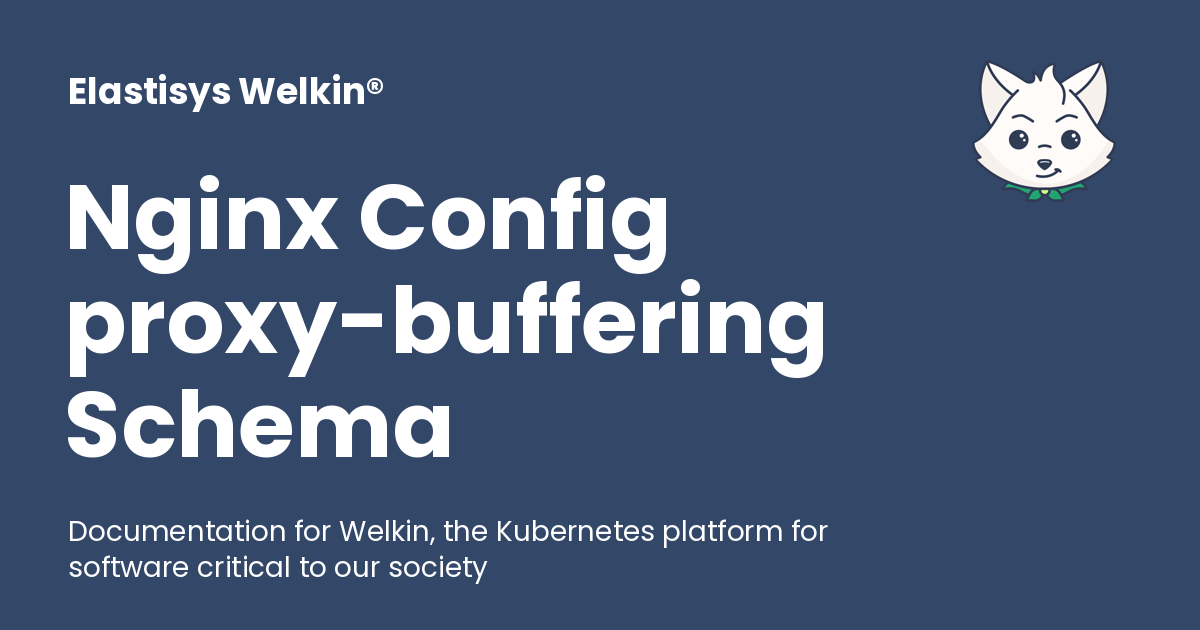 Elastisys Welkin®
Nginx Config
proxy-buffering
Schema
Documentation for Welkin, the Kubernetes platform for
software critical to our society